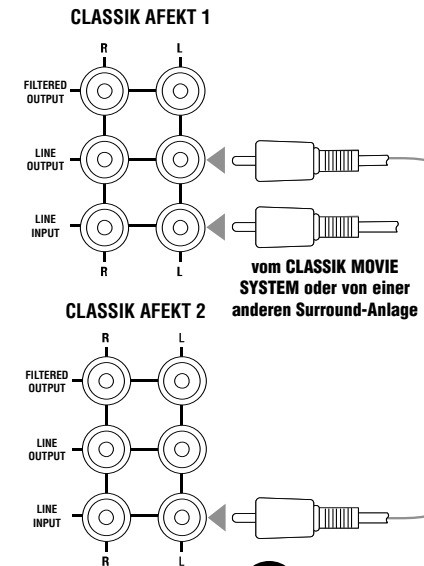 CLASSIK AFEKT 1
R L
FILTERED
OUTPUT
LINE
OUTPUT
LINE
INPUT
R L
vom CLASSIK MOVIE
SYSTEM oder von einer
anderen Surround-Anlage
CLASSIK AFEKT 2
R L
FILTERED
OUTPUT
LINE
OUTPUT
LINE
INPUT
R L